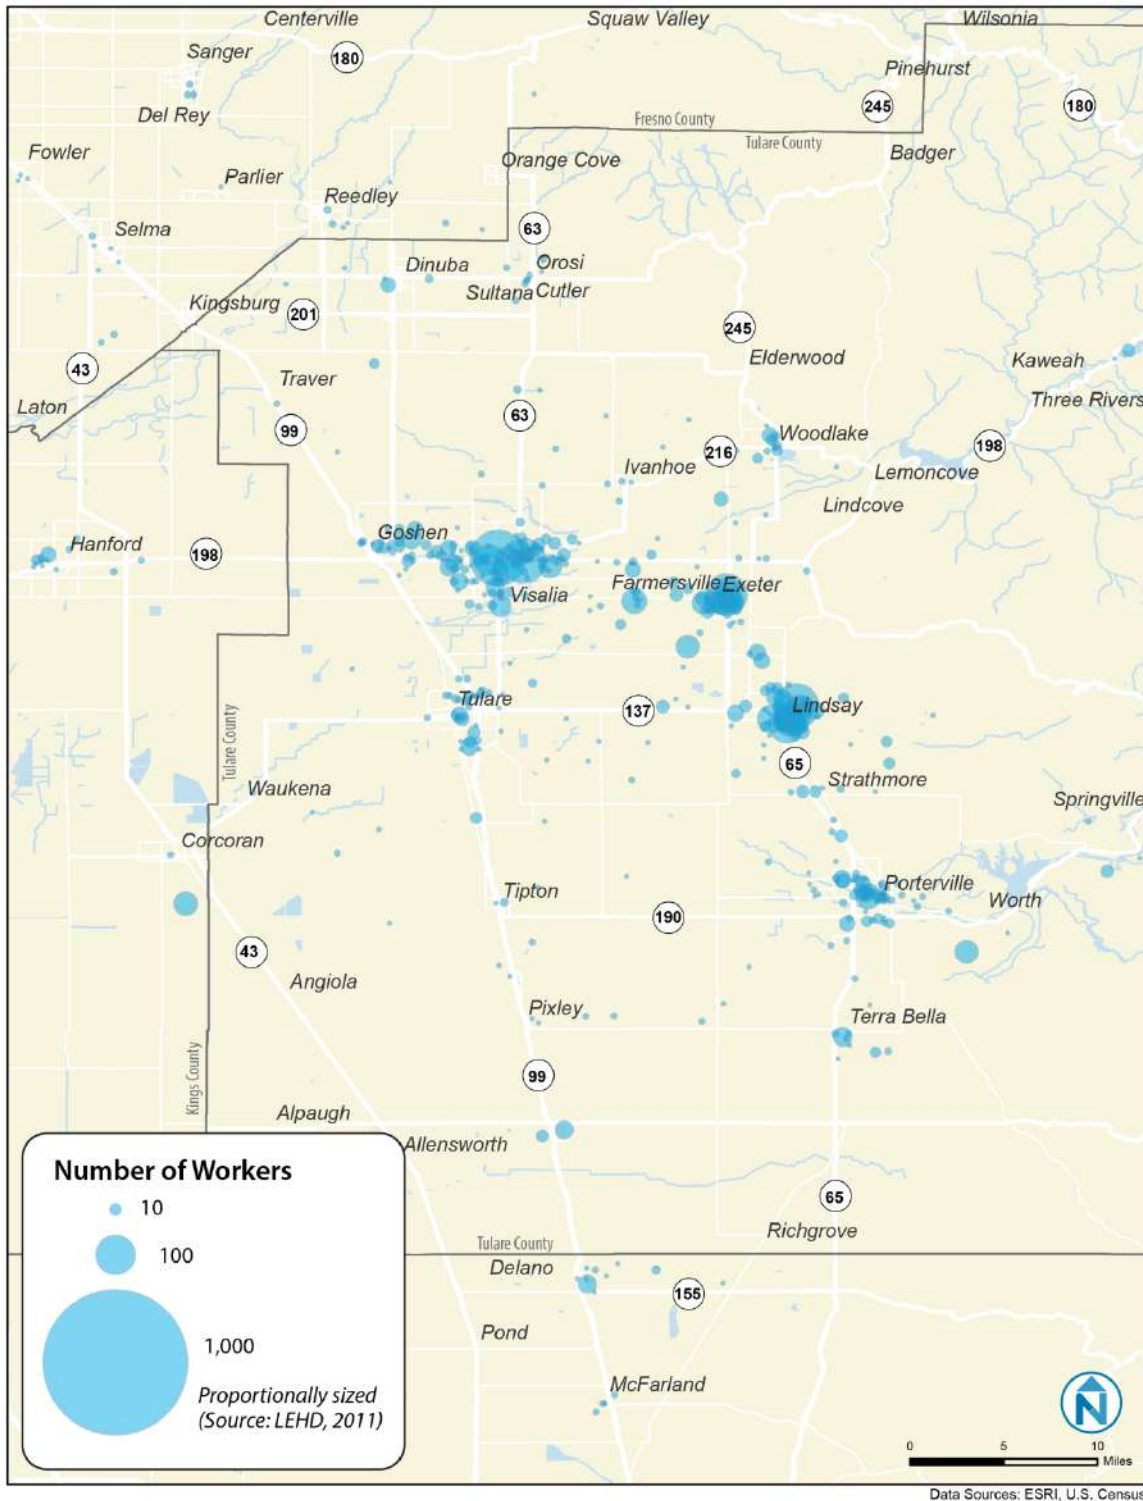 Centerville
Squaw Valley
Wilsonia
Sanger
180
Pinehurst
Del Rey
245
180
Fresno County
Tulare County
Fowler
Orange Cove
Badger
Parlier
Reedley
Selma
63
Dinuba
Orosi
Sultana
Cutler
Kingsburg
201
245
Elderwood
Kaweah
43
Traver
Three Rivers
Laton
99
63
216
Woodlake
198
Ivanhoe
Lemoncove
Lindcove
Goshen
Hanford
198
Farmersville
Exeter
Visalia
Tulare
137
Lindsay
Tulare County
65
Strathmore
Waukena
Springville
Corcoran
Porterville
Tipton
Worth
190
43
Angiola
Pixley
Terra Bella
Kings County
99
Alpaugh
Allensworth
65
Richgrove
Tulare County
Delano
155
Pond
McFarland
Number of Workers
10
100
1,000
Proportionally sized
(Source: LEHD, 2011)
N
0 5 10
Miles
Data Sources: ESRI, U.S. Census